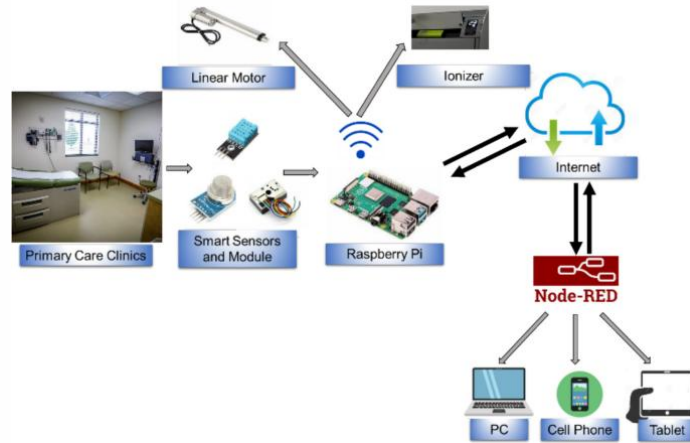 Linear Motor
Ionizer
Internet
Primary Care Clinics
Smart Sensors
and Module
Raspberry Pi
Node-RED
PC
Cell Phone
Tablet